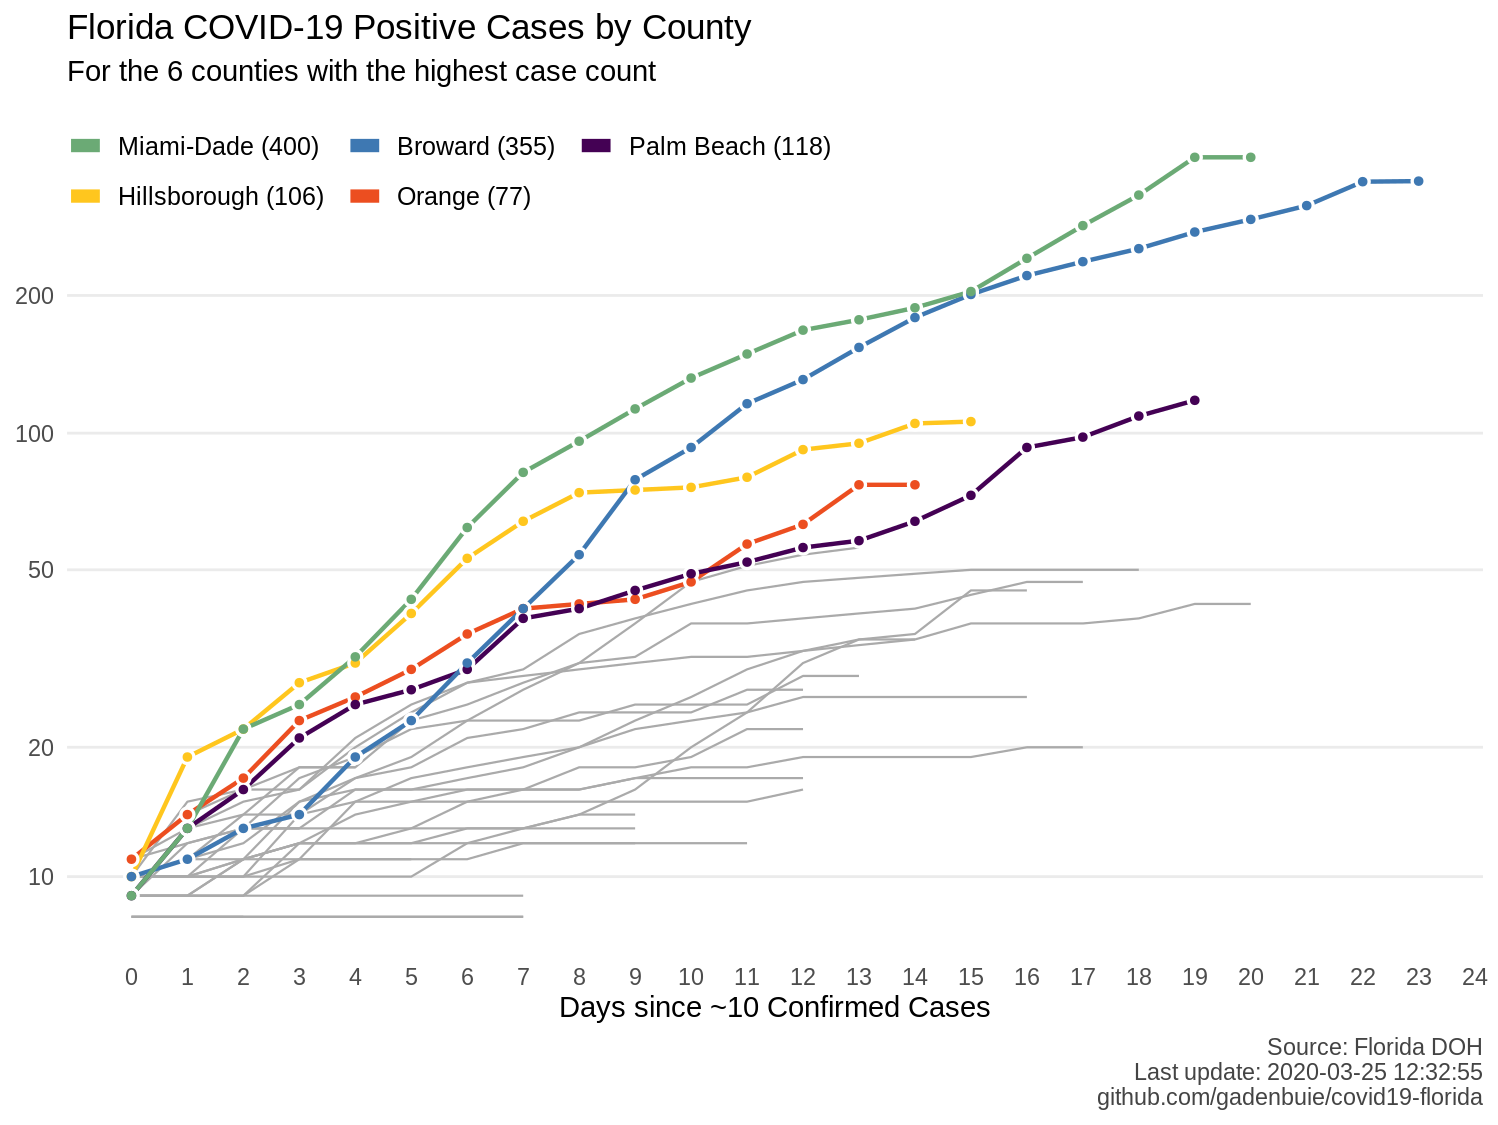 Florida COVID-19 Positive Cases by County
For the 6 counties with the highest case count
Miami-Dade (400) Broward (355) Palm Beach (118)
Hillsborough (106) Orange (77)
200
100
50
20
10
0 1 2 3 4 5 6 7 8 9 10 11 12 13 14 15 16 17 18 19 20 21 22 23 24
Days since ~10 Confirmed Cases
Source: Florida DOH
Last update: 2020-03-25 12:32:55
github.com/gadenbuie/covid19-florida